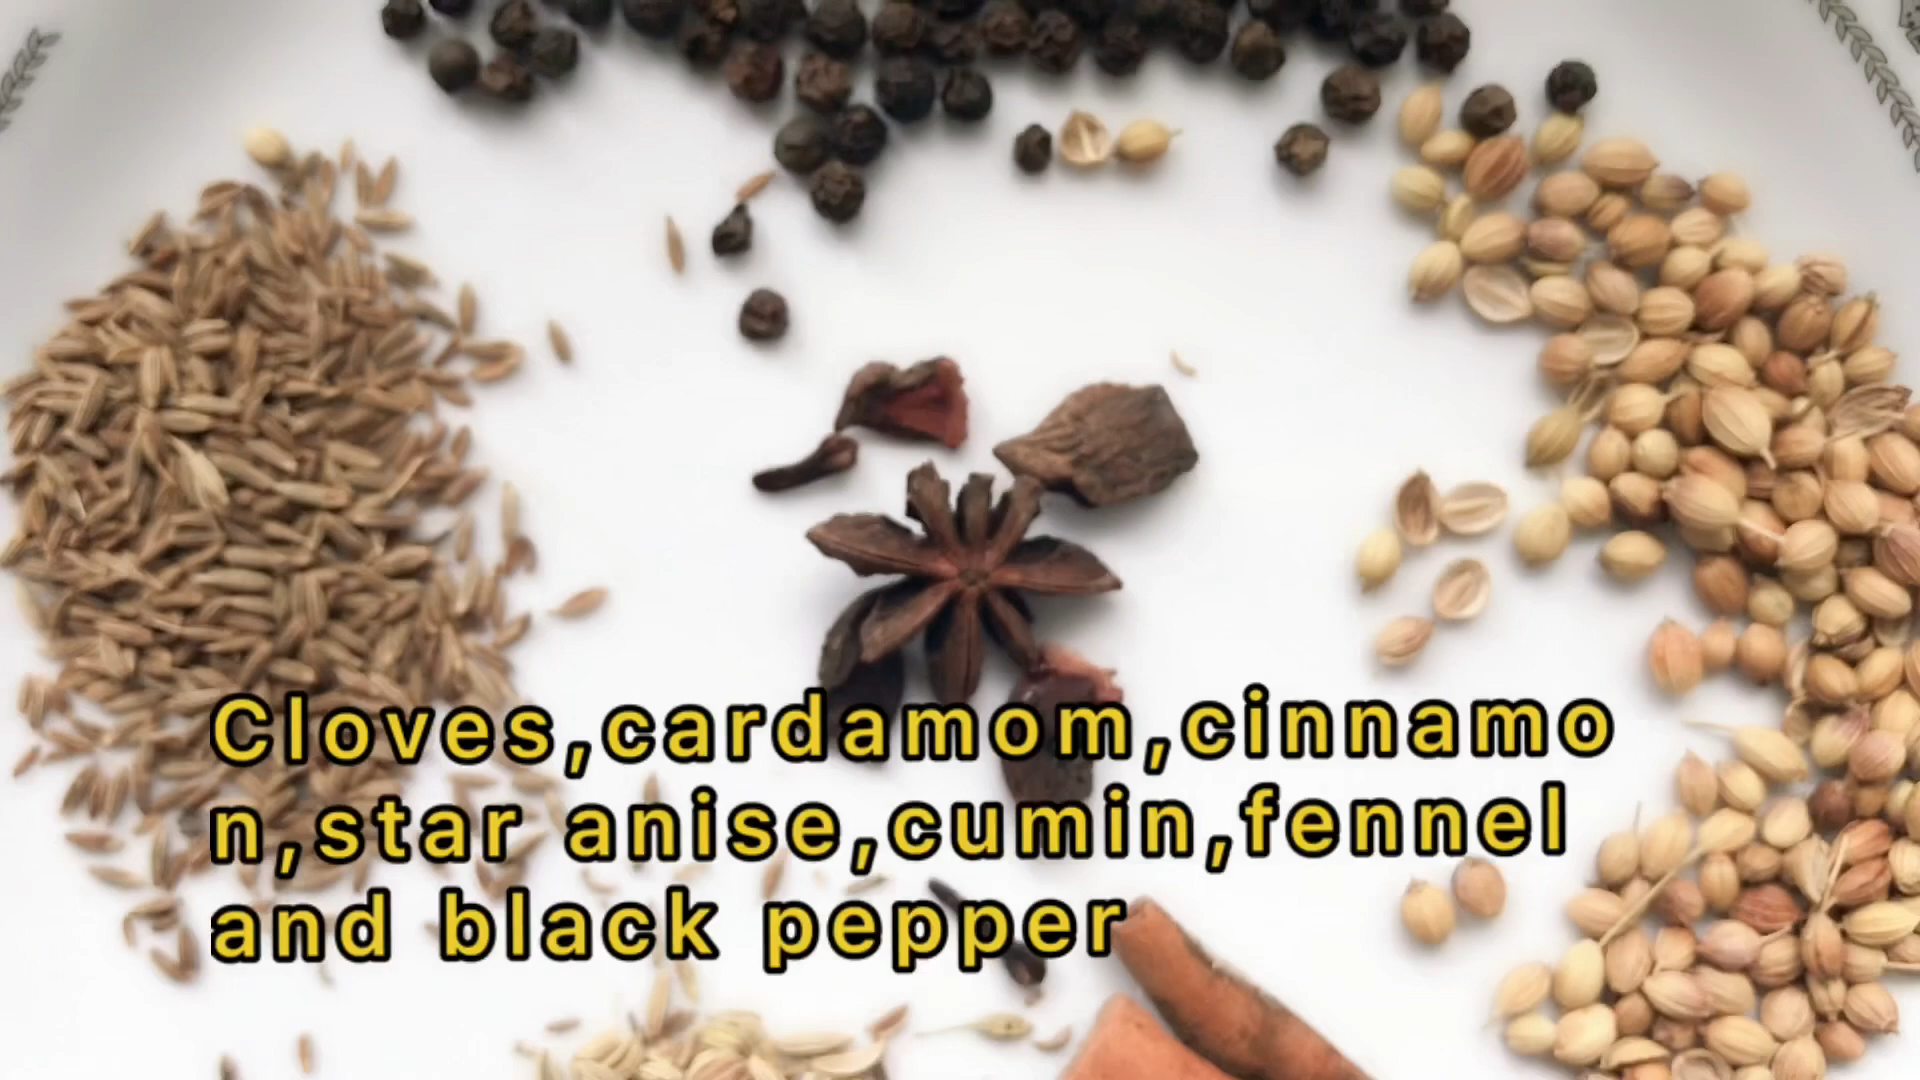 Cloves,cardamom,cinnamo
n,star anise,cumin,fennel
and black pepper